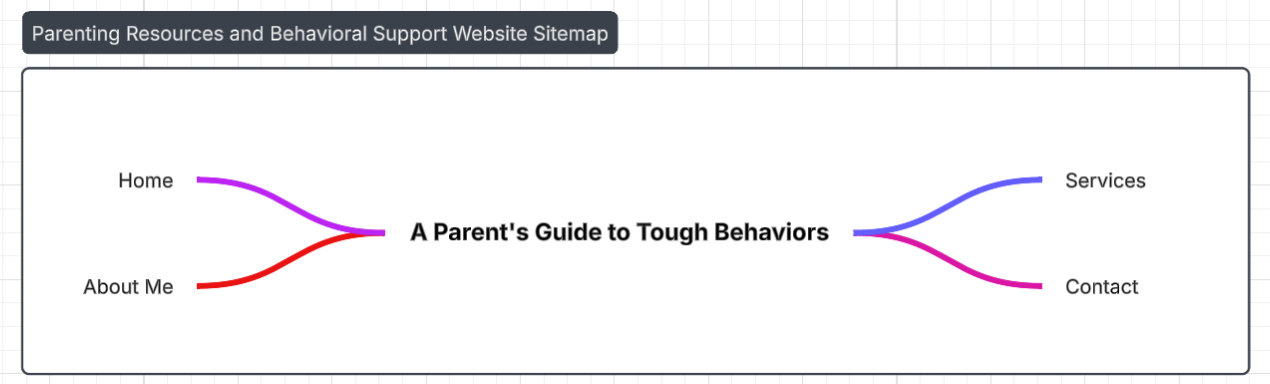 Parenting Resources and Behavioral Support Website Sitemap
Home
About Me
A Parent's Guide to Tough Behaviors
Services
Contact